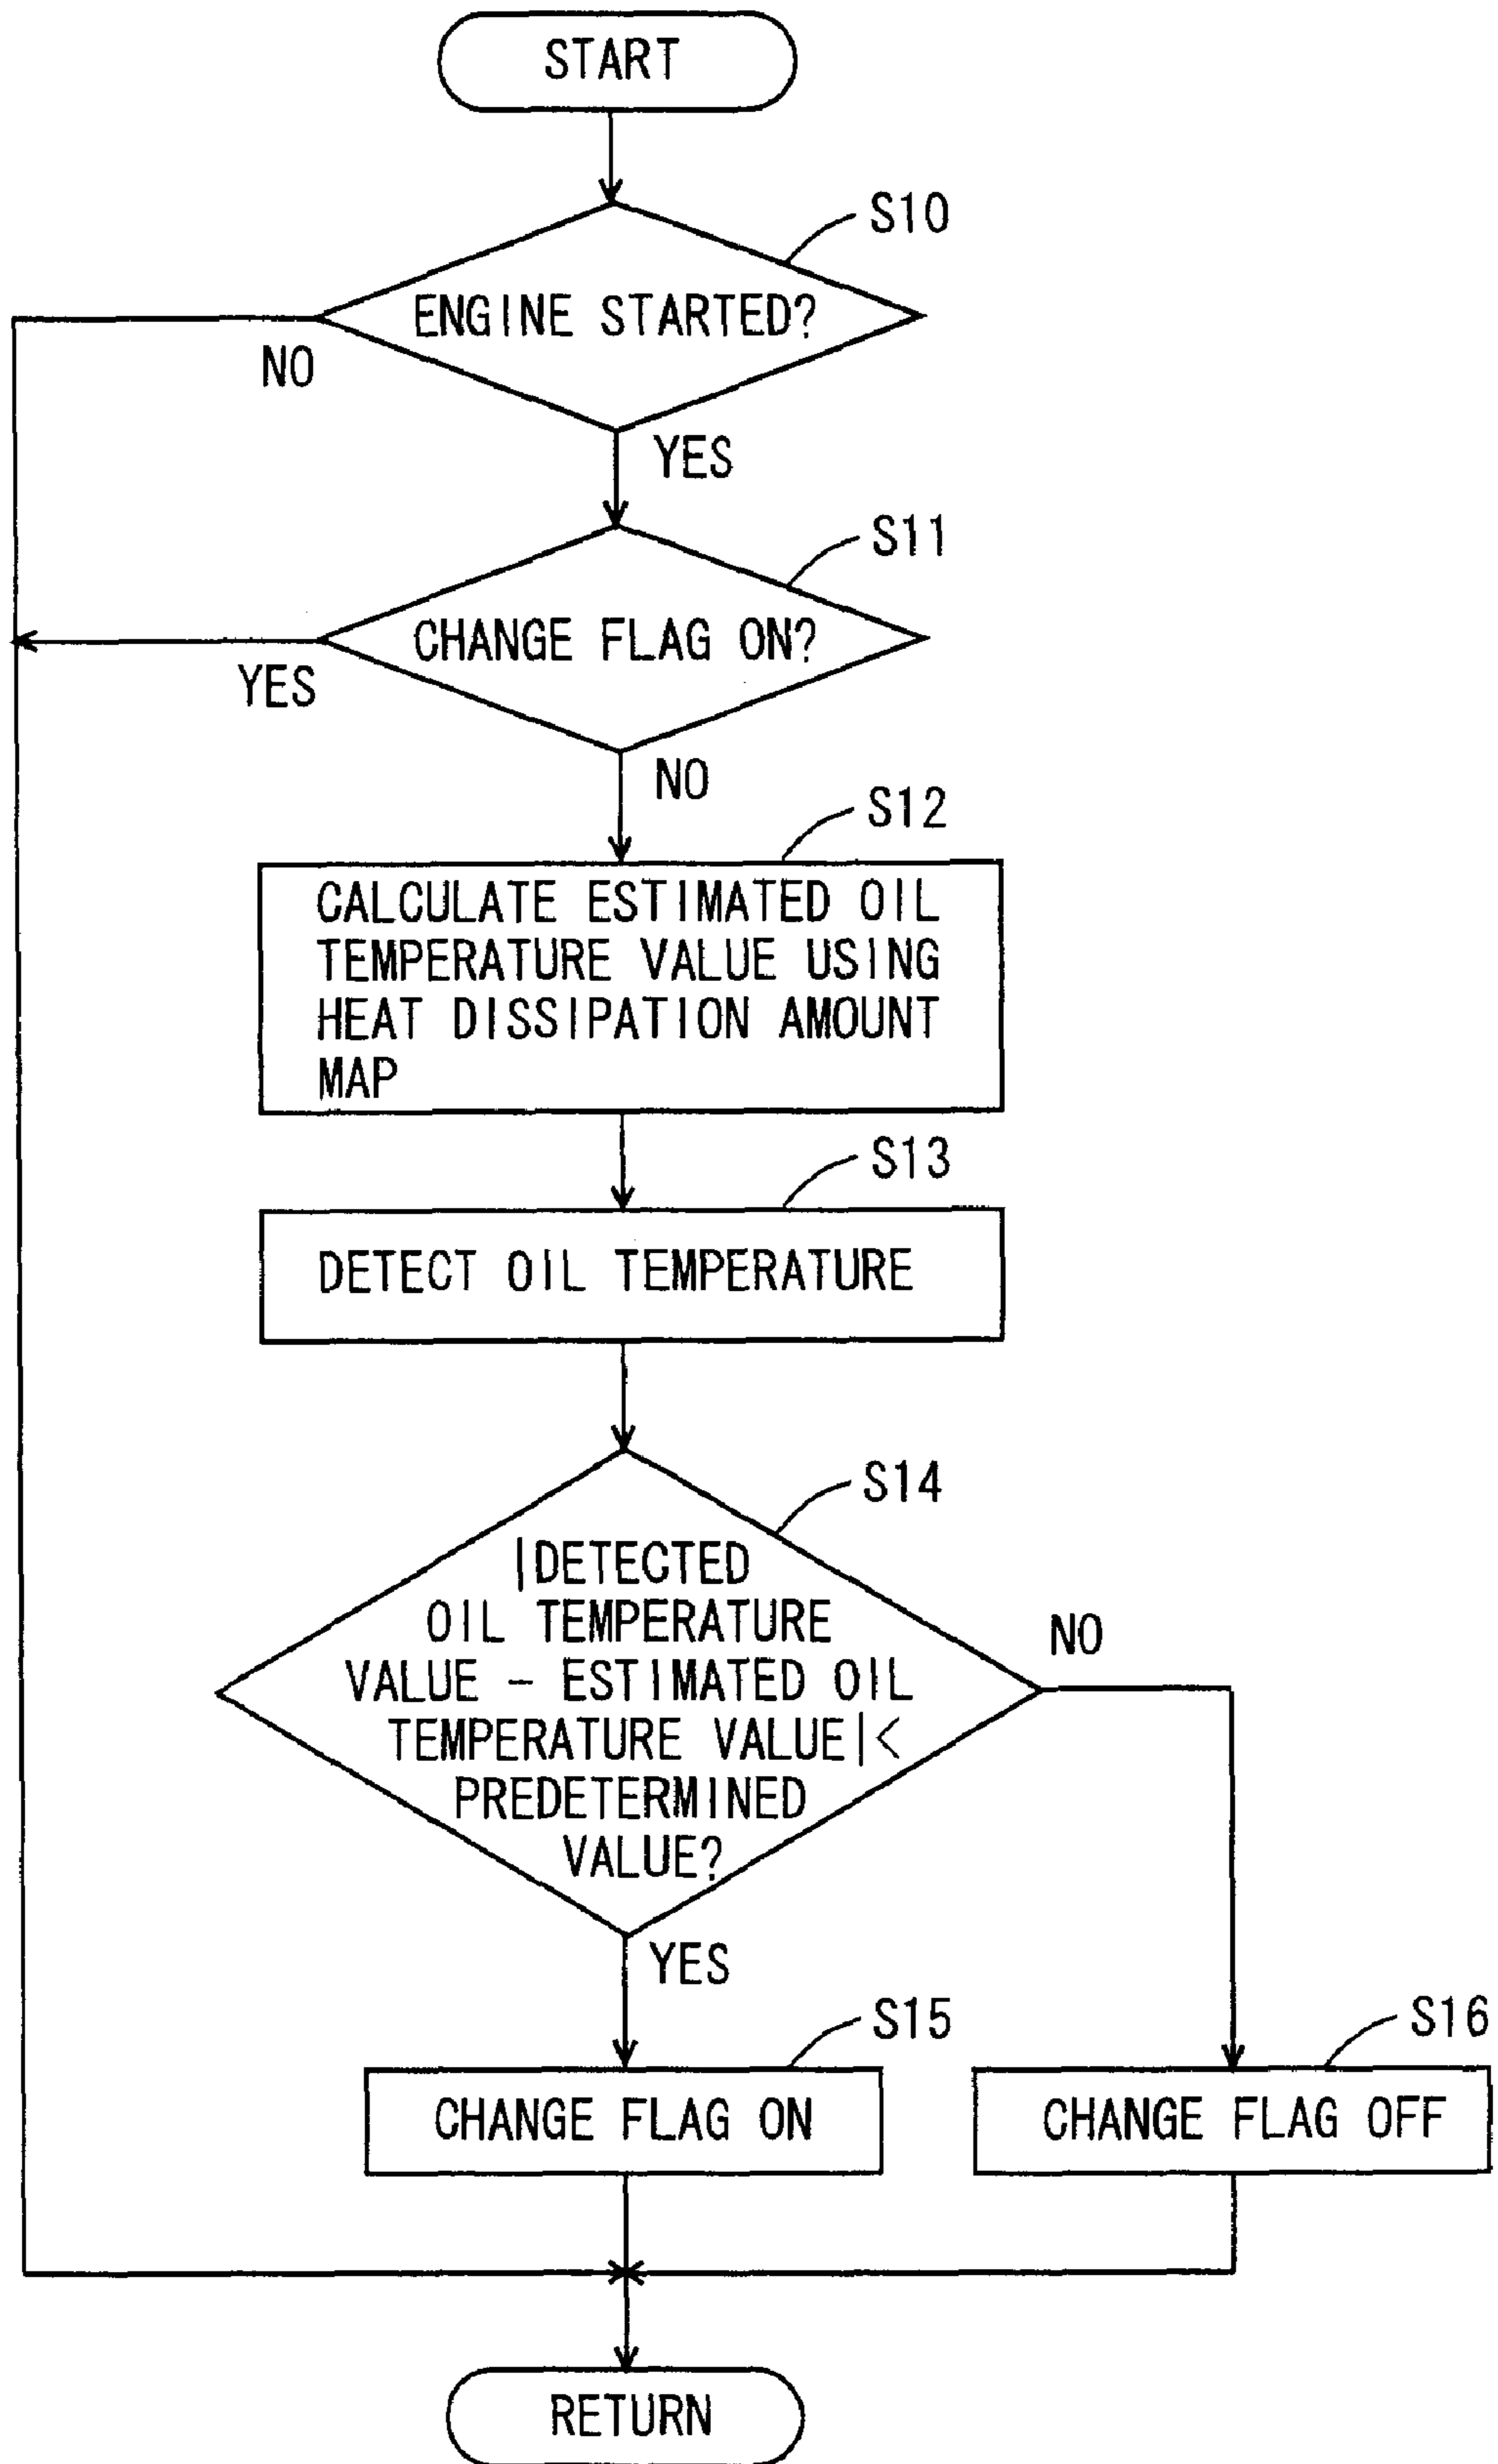 START
S10
ENGINE STARTED?
NO
YES
S11
CHANGE FLAG ON?
YES
NO
S12
CALCULATE ESTIMATED OIL
TEMPERATURE VALUE USING
HEAT DISSIPATION AMOUNT
MAP
S13
DETECT OIL TEMPERATURE
S14
|DETECTED
OIL TEMPERATURE
VALUE - ESTIMATED OIL
TEMPERATURE VALUE|<
PREDETERMINED
VALUE?
NO
YES
S15
CHANGE FLAG ON
S16
CHANGE FLAG OFF
RETURN